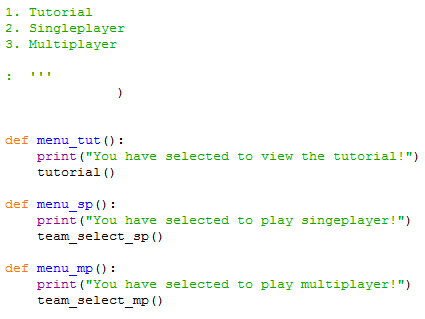 1. Tutorial
2. Singleplayer
3. Multiplayer
:  '''
)
def menu_tut():
    print("You have selected to view the tutorial!")
    tutorial()
def menu_sp():
    print("You have selected to play singeplayer!")
    team_select_sp()
def menu_mp():
    print("You have selected to play multiplayer!")
    team_select_mp()